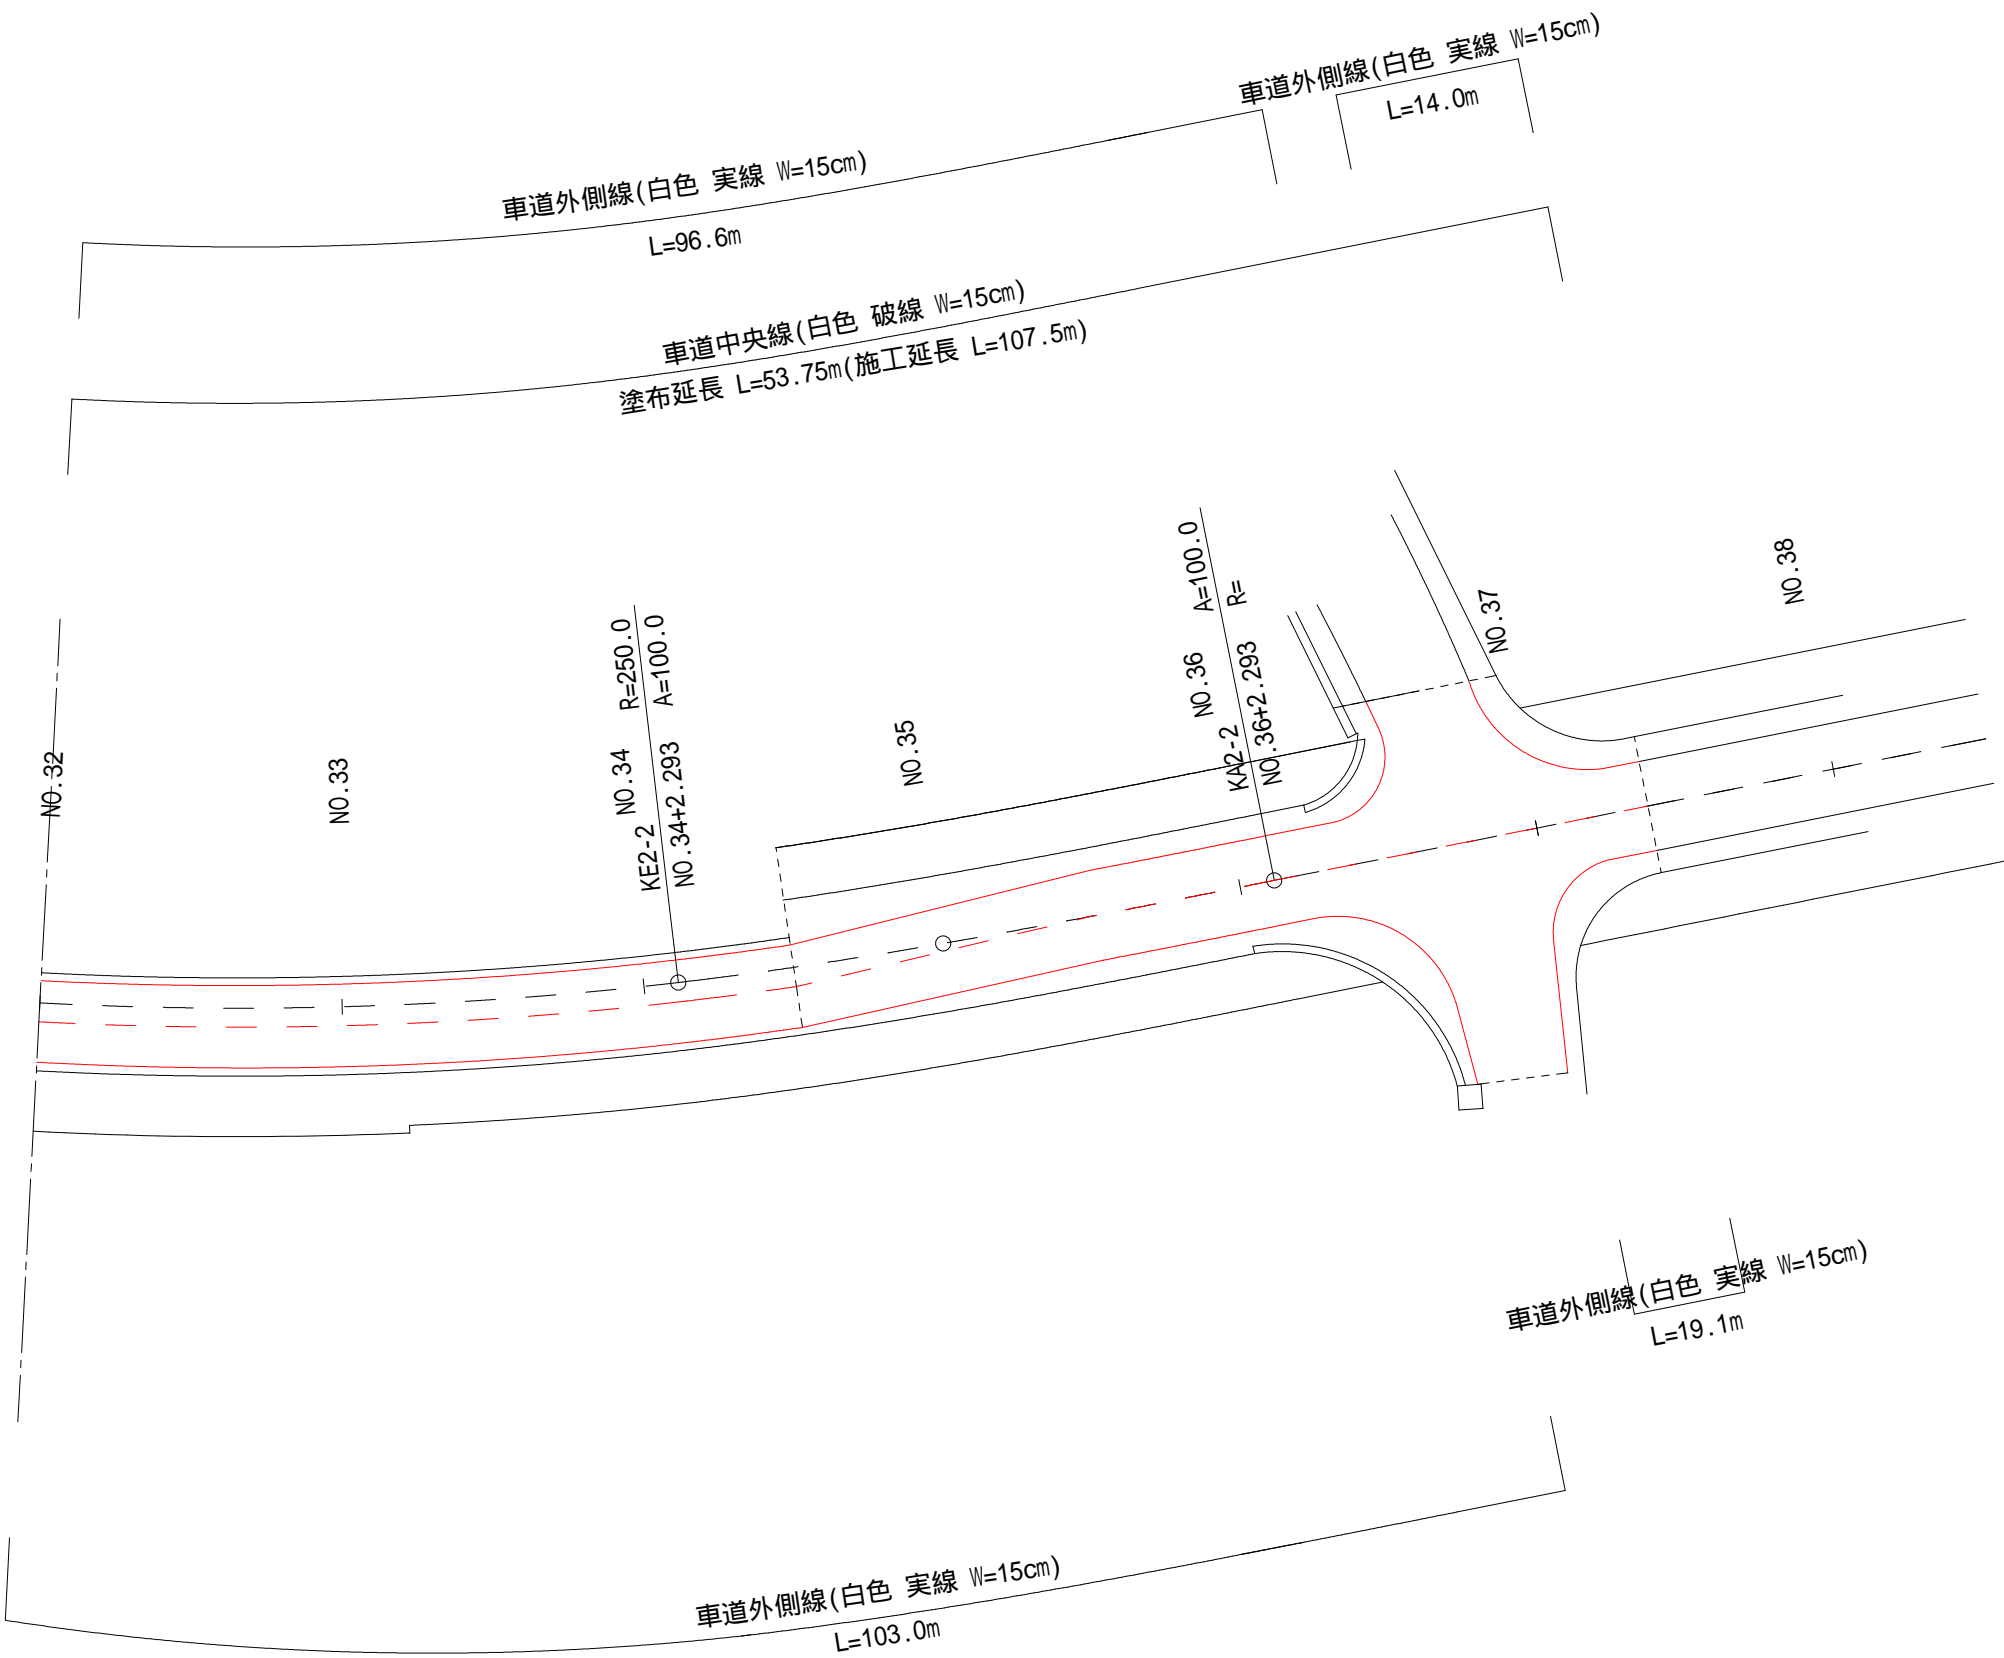 車道外側線(白色 実線 W=15cm)
L=14.0m
車道外側線(白色 実線 W=15cm)
L=96.6m
車道中央線(白色 破線 W=15cm)
塗布延長 L=53.75m(施工延長 L=107.5m)
NO.32
NO.33
NO.34
R=250.0
A=100.0
KE2-2
NO.34+2.293
NO.35
NO.36
A=100.0
R=
KA2-2
NO.36+2.293
NO.37
NO.38
車道外側線(白色 実線 W=15cm)
L=19.1m
車道外側線(白色 実線 W=15cm)
L=103.0m